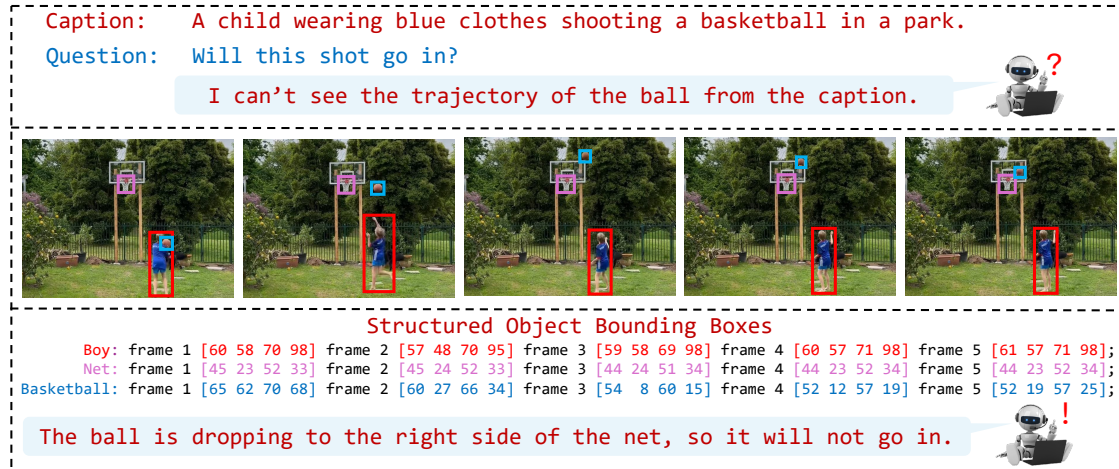 Caption: A child wearing blue clothes shooting a basketball in a park.
Question: Will this shot go in?
?
I can’t see the trajectory of the ball from the caption.
Structured Object Bounding Boxes
Boy: frame 1 [60 58 70 98] frame 2 [57 48 70 95] frame 3 [59 58 69 98] frame 4 [60 57 71 98] frame 5 [61 57 71 98];
Net: frame 1 [45 23 52 33] frame 2 [45 24 52 33] frame 3 [44 24 51 34] frame 4 [44 23 52 34] frame 5 [44 23 52 34];
Basketball: frame 1 [65 62 70 68] frame 2 [60 27 66 34] frame 3 [54 8 60 15] frame 4 [52 12 57 19] frame 5 [52 19 57 25];
!
The ball is dropping to the right side of the net, so it will not go in.